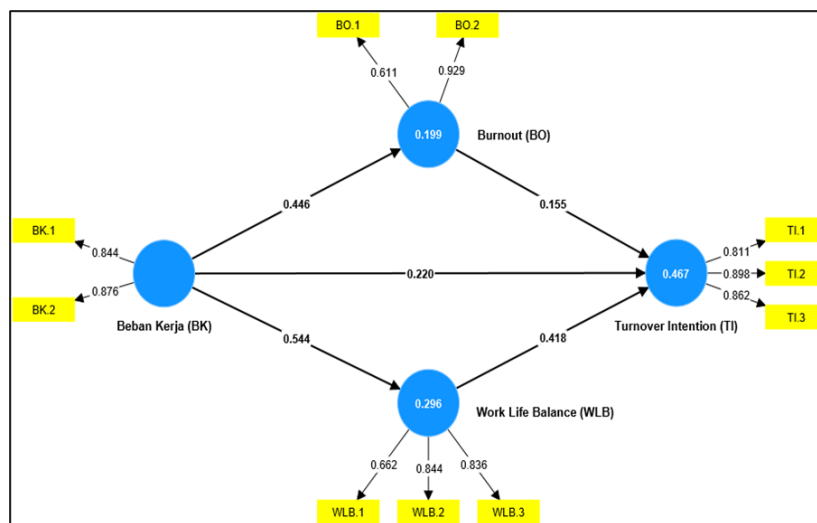 BO.1
BO.2
0.611
0.929
0.199
Burnout (BO)
0.446
0.155
BK.1
0.844
BK.2
0.876
Beban Kerja (BK)
0.220
0.467
Turnover Intention (TI)
TI.1
0.811
TI.2
0.898
TI.3
0.862
0.544
0.418
0.296
Work Life Balance (WLB)
0.662
0.844
0.836
WLB.1
WLB.2
WLB.3